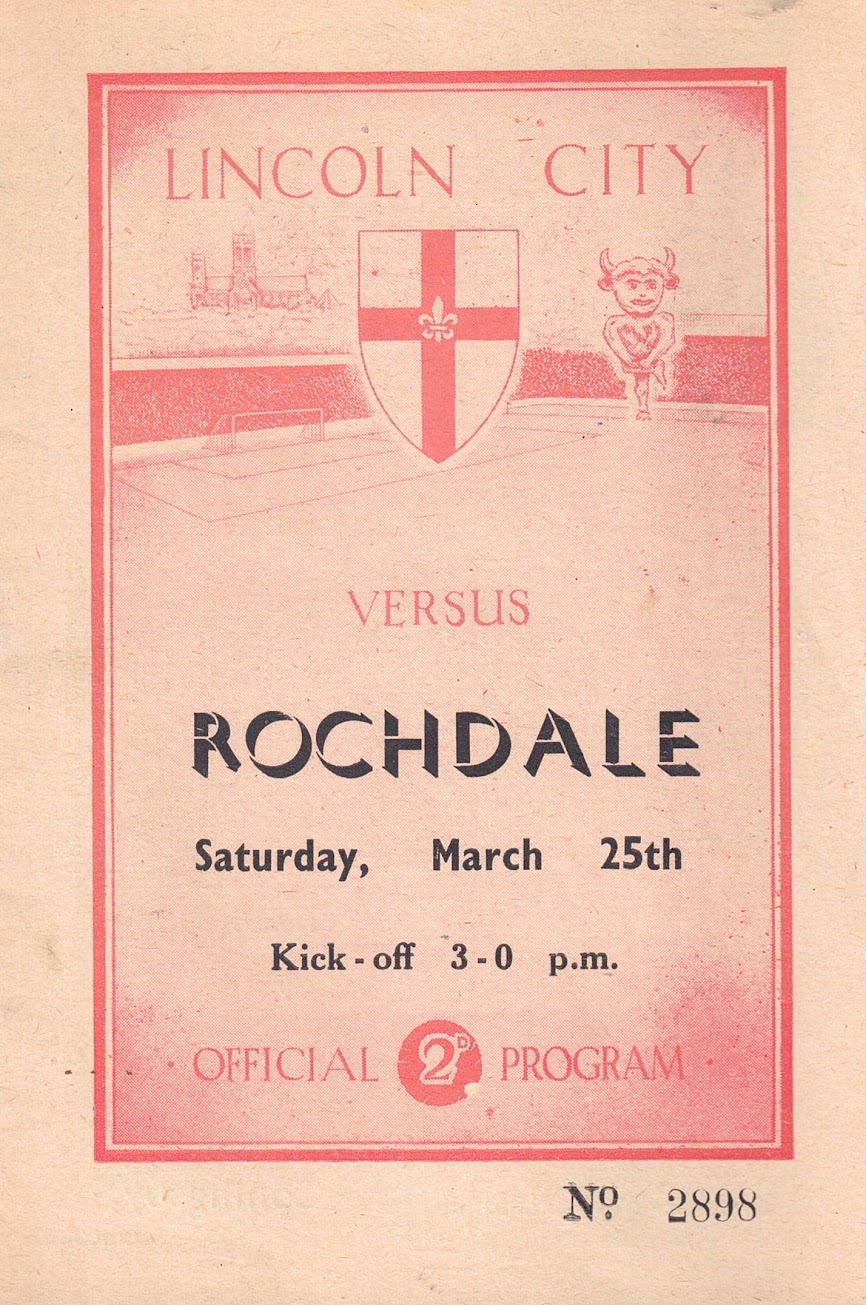 LINCOLN CITY
VERSUS
ROCHDALE
Saturday, March 25th
Kick-off 3-0 p.m.
· OFFICIAL 2D PROGRAM ·
Nº 2898